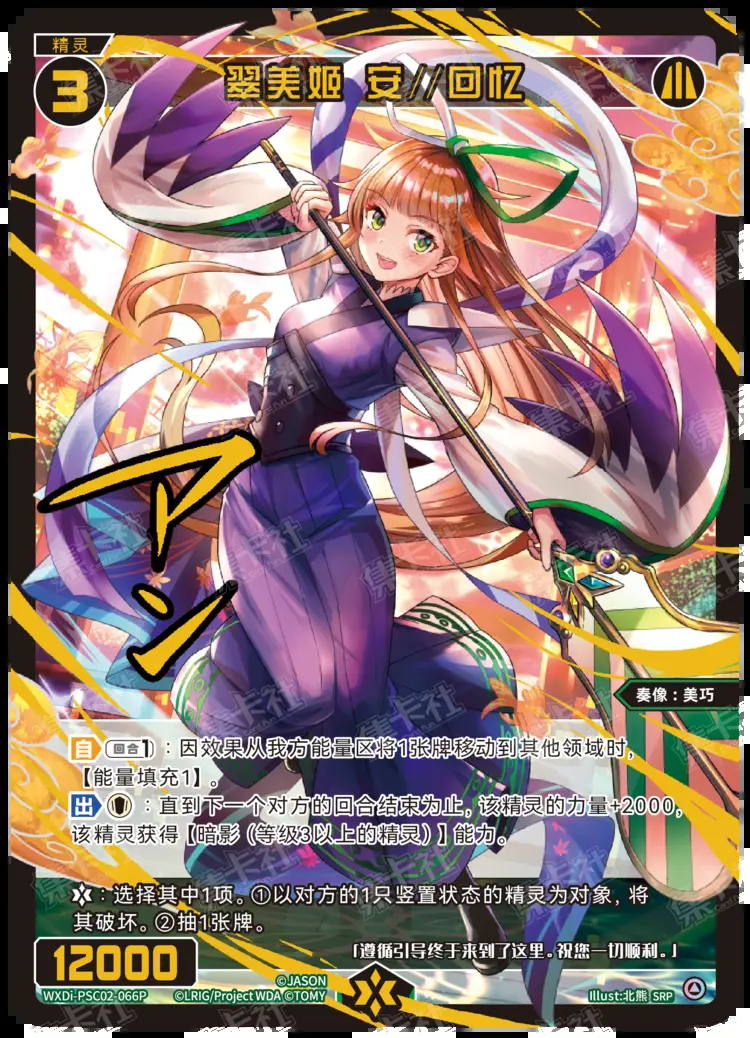 精灵
3
翠美姬 安//回忆
アン
奏像：美巧
自 回合1：因效果从我方能量区将1张牌移动到其他领域时，
【能量填充1】。
出：直到下一个对方的回合结束为止，该精灵的力量+2000，
该精灵获得【暗影（等级3以上的精灵）】能力。
：选择其中1项。①以对方的1只竖置状态的精灵为对象，将
其破坏。②抽1张牌。
12000
「遵循引导终于来到了这里。祝您一切顺利。」
©JASON
WXDi-PSC02-066P ©LRIG/Project WDA ©TOMY
Illust:北熊 SRP
集卡社